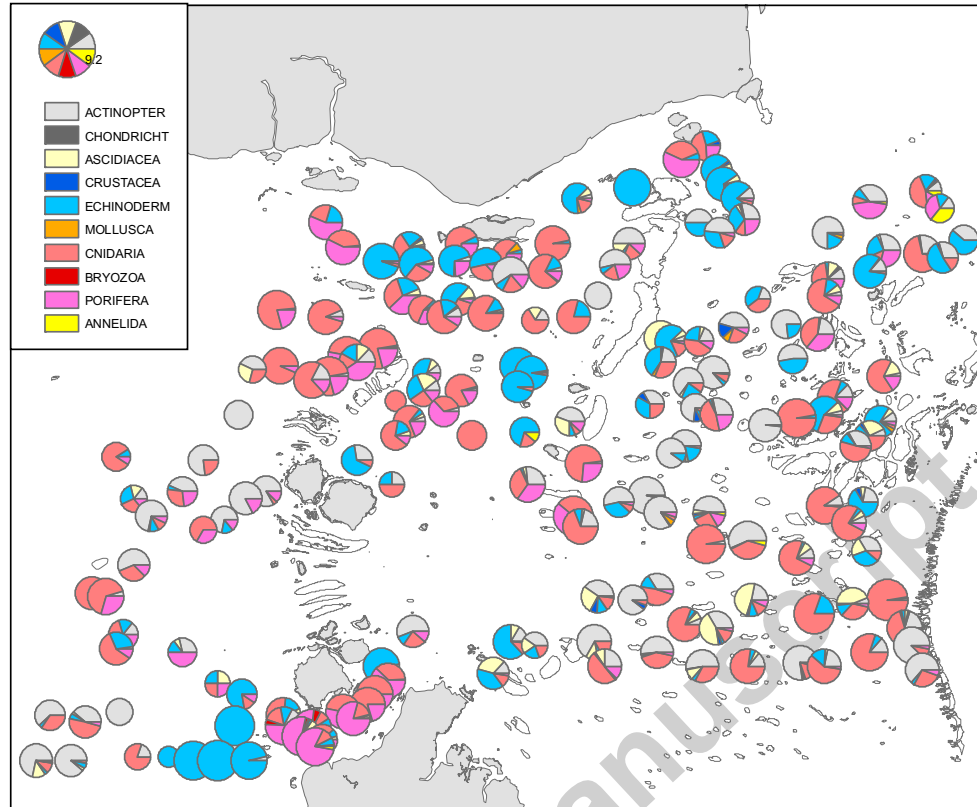 9.2
ACTINOPTER
CHONDRICHT
ASCIDIACEA
CRUSTACEA
ECHINODERM
MOLLUSCA
CNIDARIA
BRYOZOA
PORIFERA
ANNELIDA
anuscript